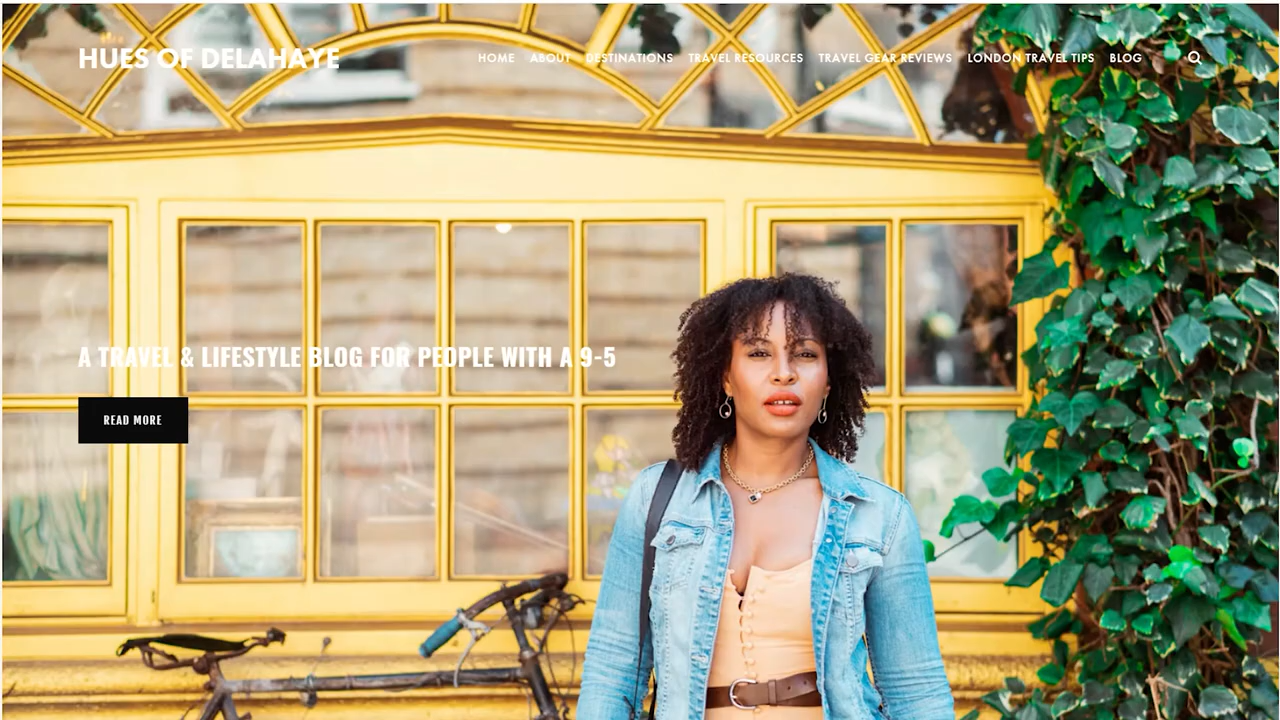 the
HUES OF DELAHAYE
HOME ABOUT DESTINATIONS TRAVEL RESOURCES TRAVEL GEAR REVIEWS LONDON TRAVEL TIPS BLOG
A TRAVEL & LIFESTYLE BLOG FOR PEOPLE WITH A 9-5
READ MORE